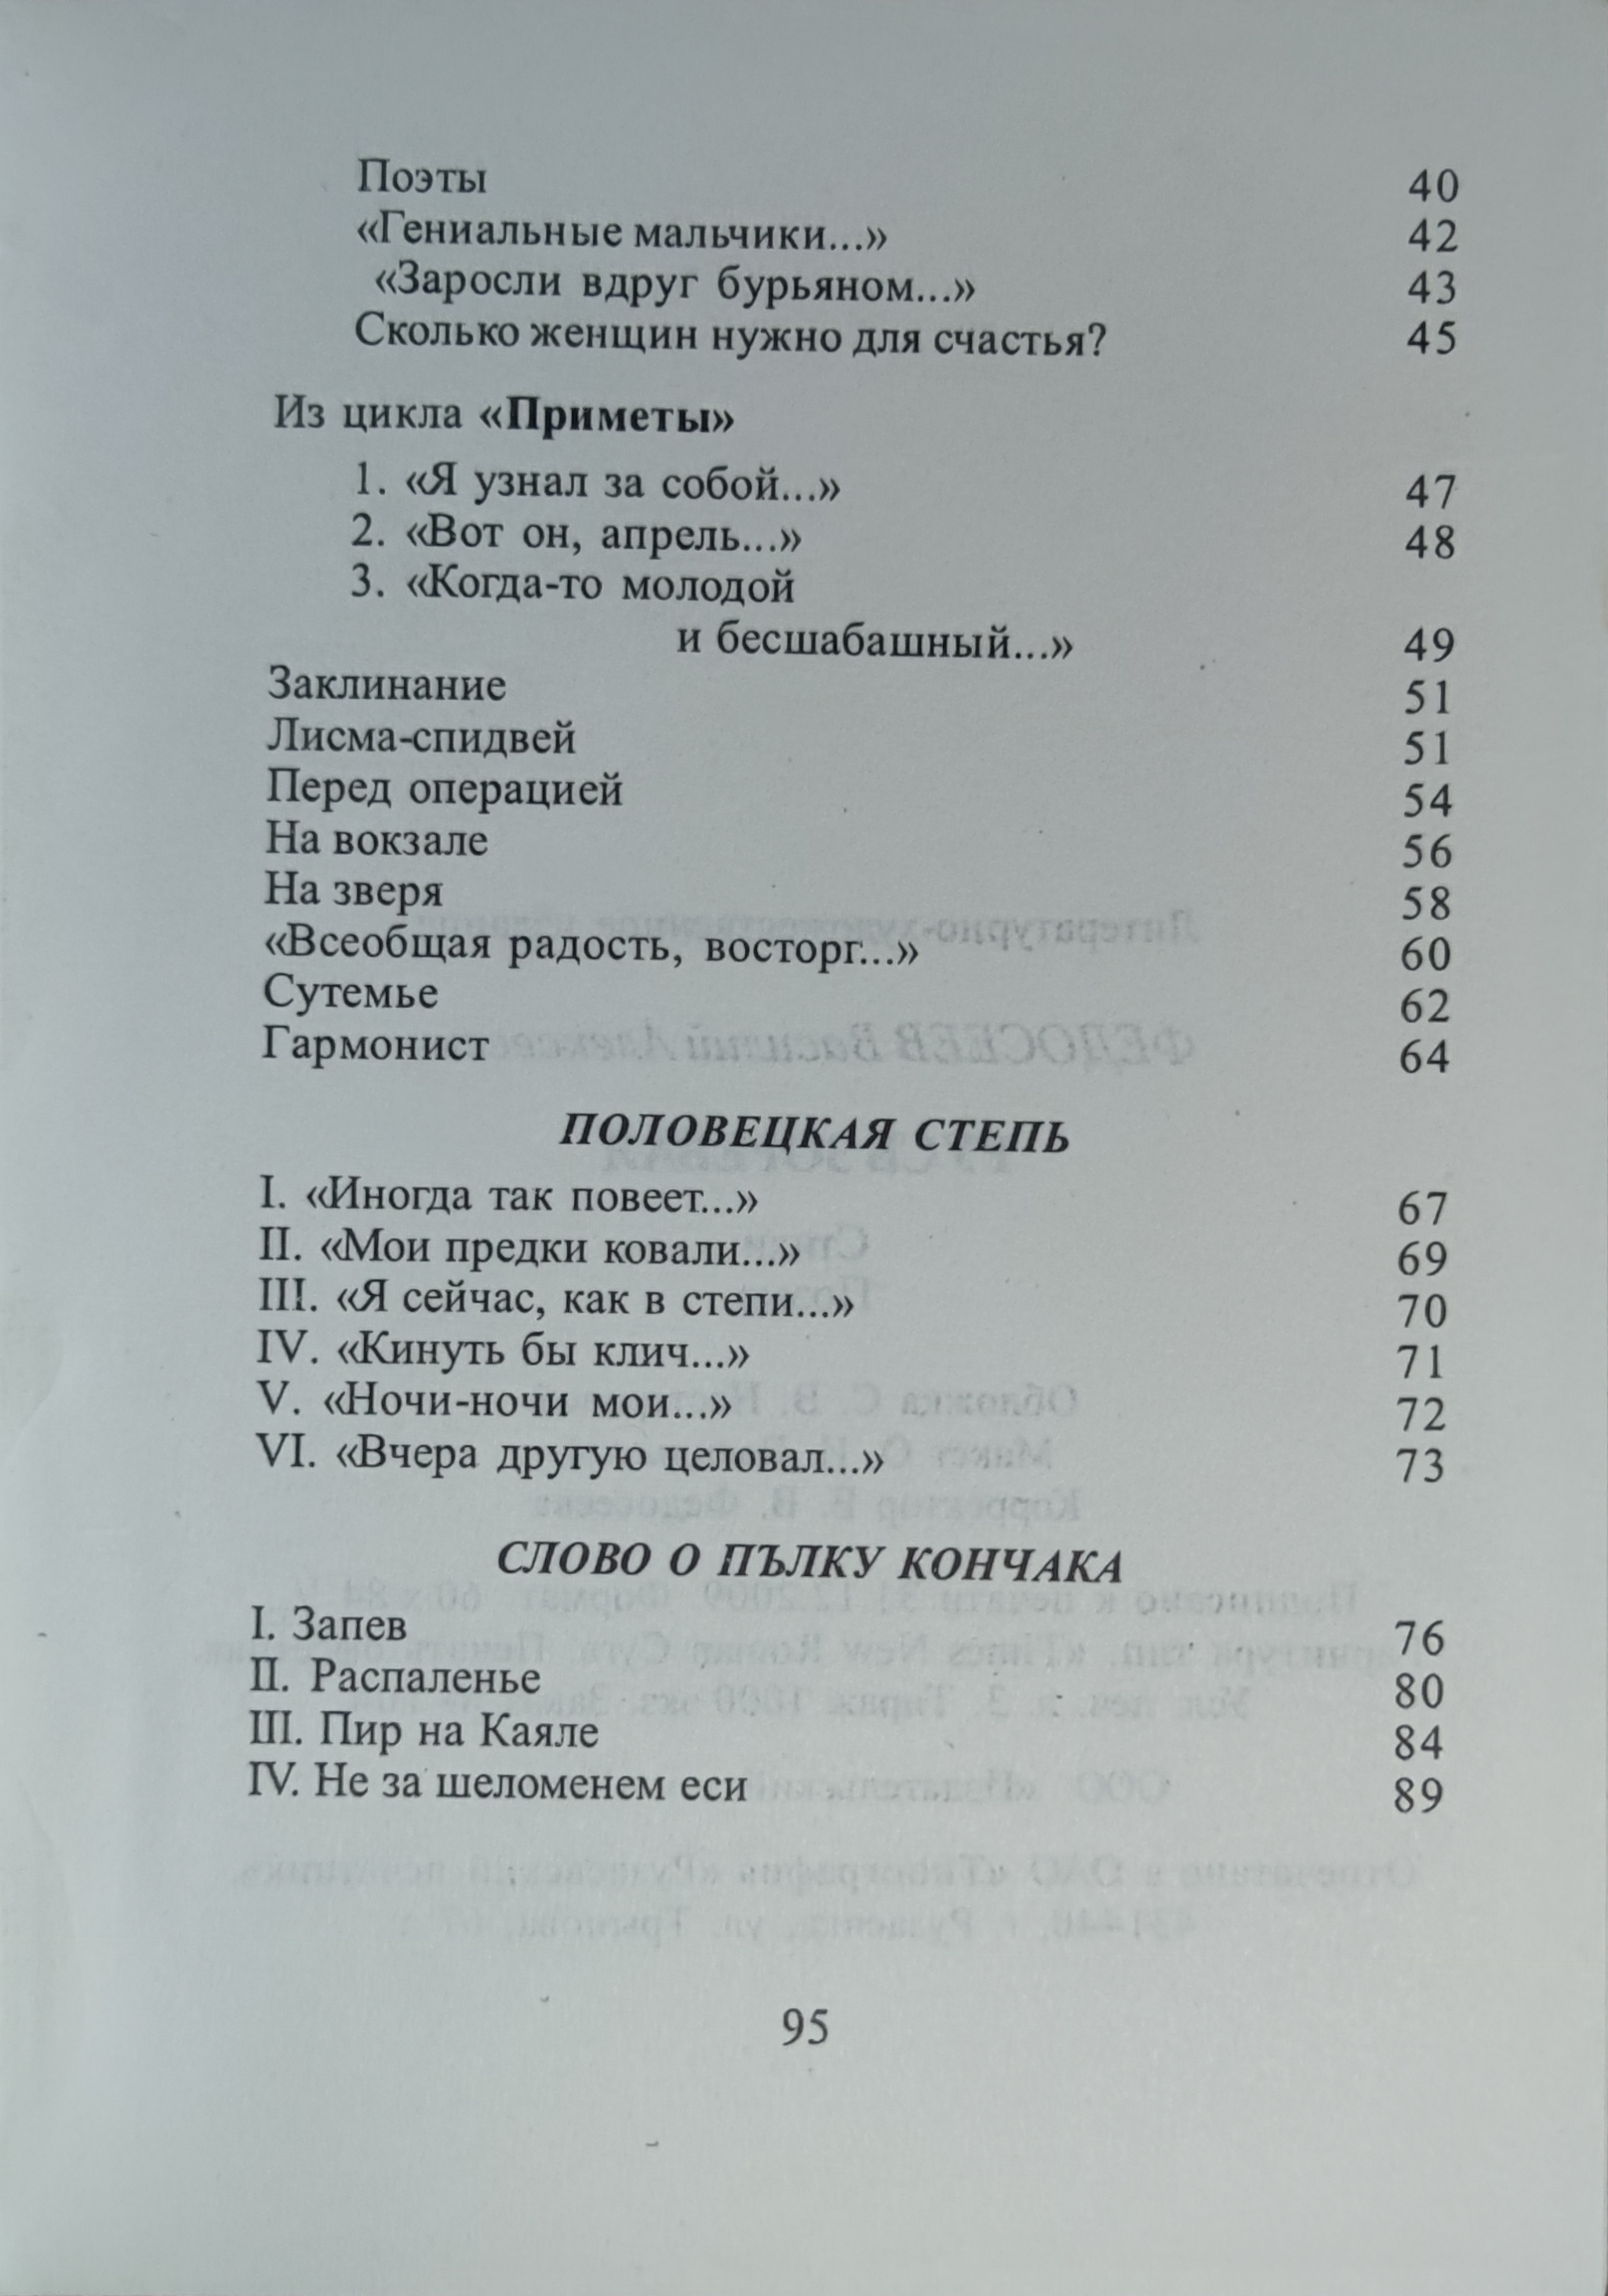 Поэты 40
«Гениальные мальчики...» 42
«Заросли вдруг бурьяном...» 43
Сколько женщин нужно для счастья? 45
Из цикла «Приметы»
1. «Я узнал за собой...» 47
2. «Вот он, апрель...» 48
3. «Когда-то молодой
и бесшабашный...» 49
Заклинание 51
Лисма-спидвей 51
Перед операцией 54
На вокзале 56
На зверя 58
«Всеобщая радость, восторг...» 60
Сутемье 62
Гармонист 64
ПОЛОВЕЦКАЯ СТЕПЬ
I. «Иногда так повеет...» 67
II. «Мои предки ковали...» 69
III. «Я сейчас, как в степи...» 70
IV. «Кинуть бы клич...» 71
V. «Ночи-ночи мои...» 72
VI. «Вчера другую целовал...» 73
СЛОВО О ПЪЛКУ КОНЧАКА
I. Запев 76
II. Распаленье 80
III. Пир на Каяле 84
IV. Не за шеломенем еси 89
95